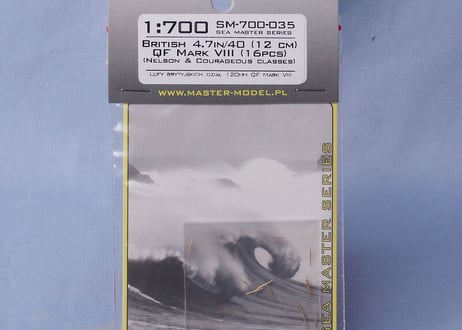 1:700 SM-700-035
SEA MASTER SERIES
BRITISH 4.7IN/40 (12 CM)
QF MARK VIII (16PCS)
(NELSON & COURAGEOUS CLASSES)
LUFY BRYTYJSKICH DZIAŁ 120MM QF MARK VIII
WWW.MASTER-MODEL.PL
SEA MASTER SERIES